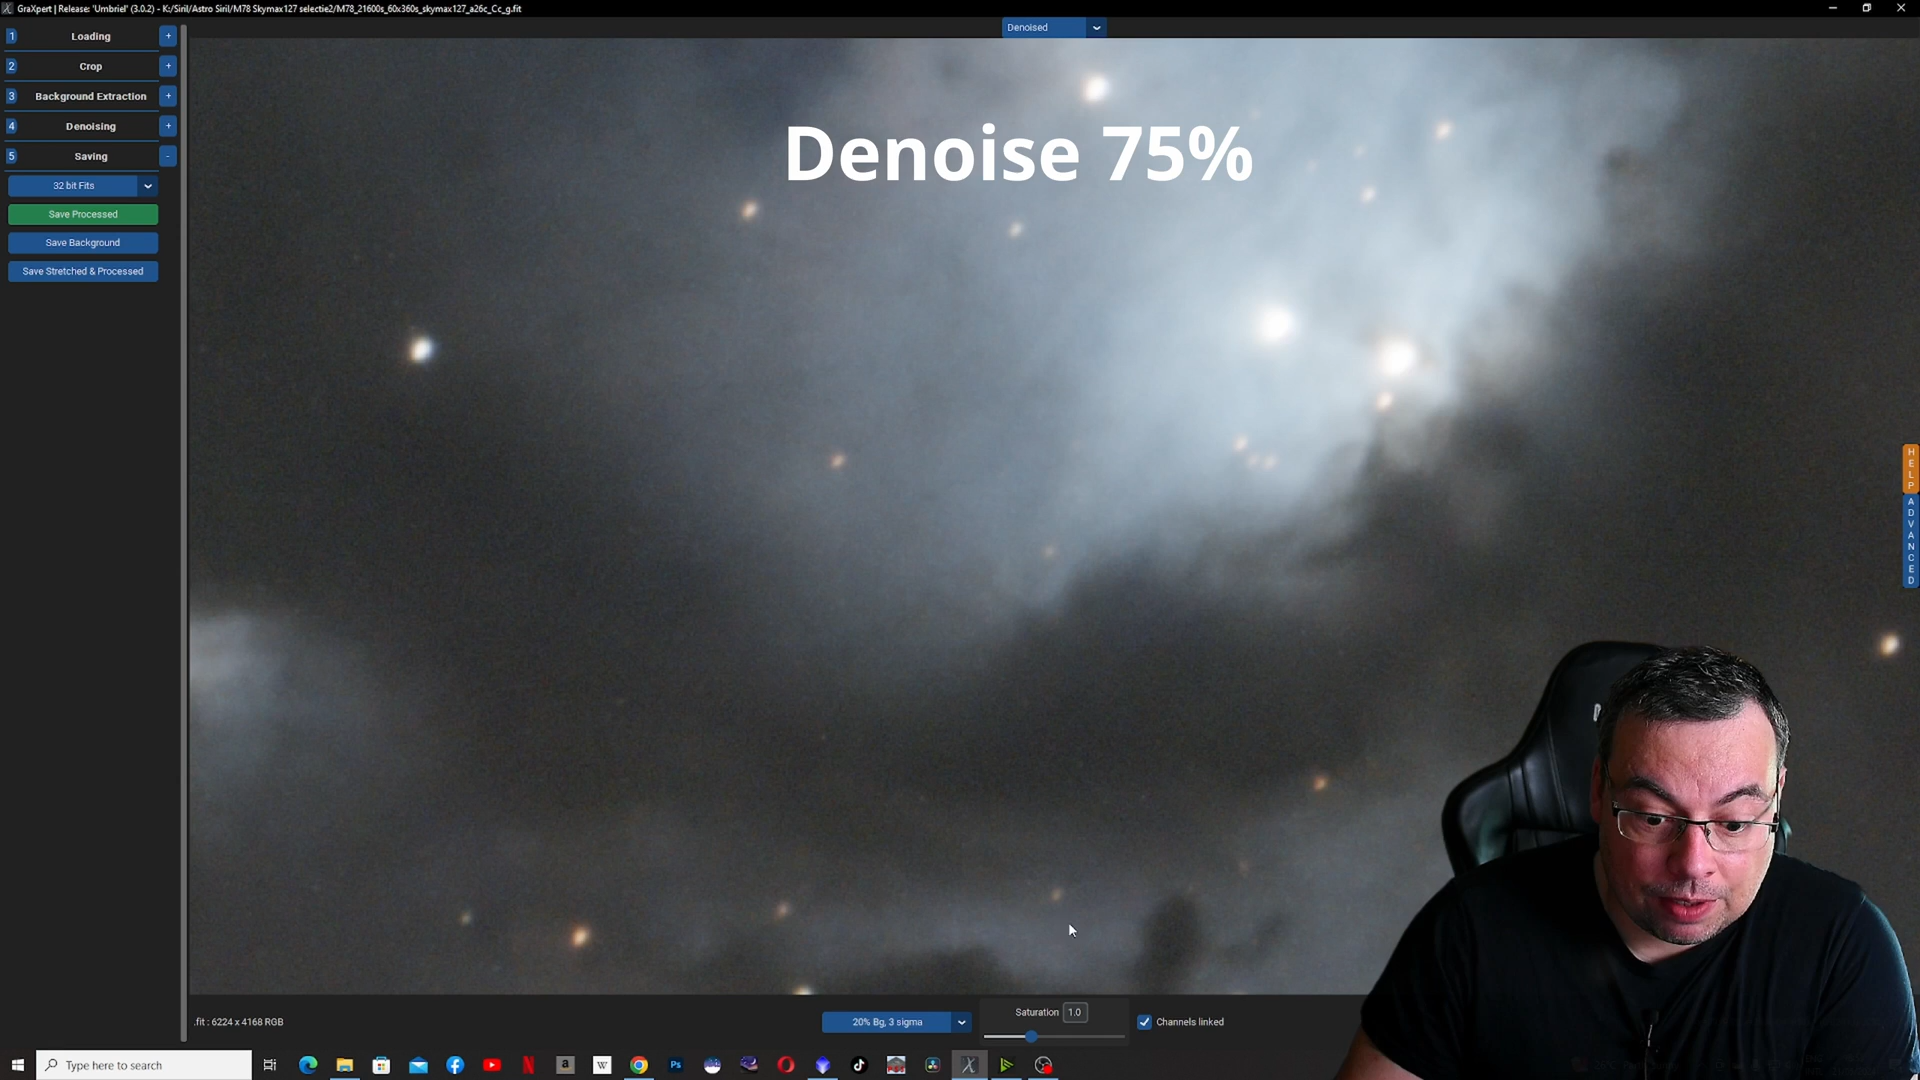 GraXpert | Release: 'Umbriel' (3.0.2) - K:/Siril/Astro Siril/M78 Skymax127 selectie2/M78_21600s_60x360s_skymax127_a26c_Cc_g.fit
Denoised
1 Loading +
2 Crop +
3 Background Extraction +
4 Denoising +
5 Saving -
32 bit Fits
Save Processed
Save Background
Save Stretched & Processed
Denoise 75%
HELP
ADVANCED
.fit : 6224 x 4168 RGB
20% Bg, 3 sigma
Saturation 1.0
Channels linked
Type here to search
a
W
Ps